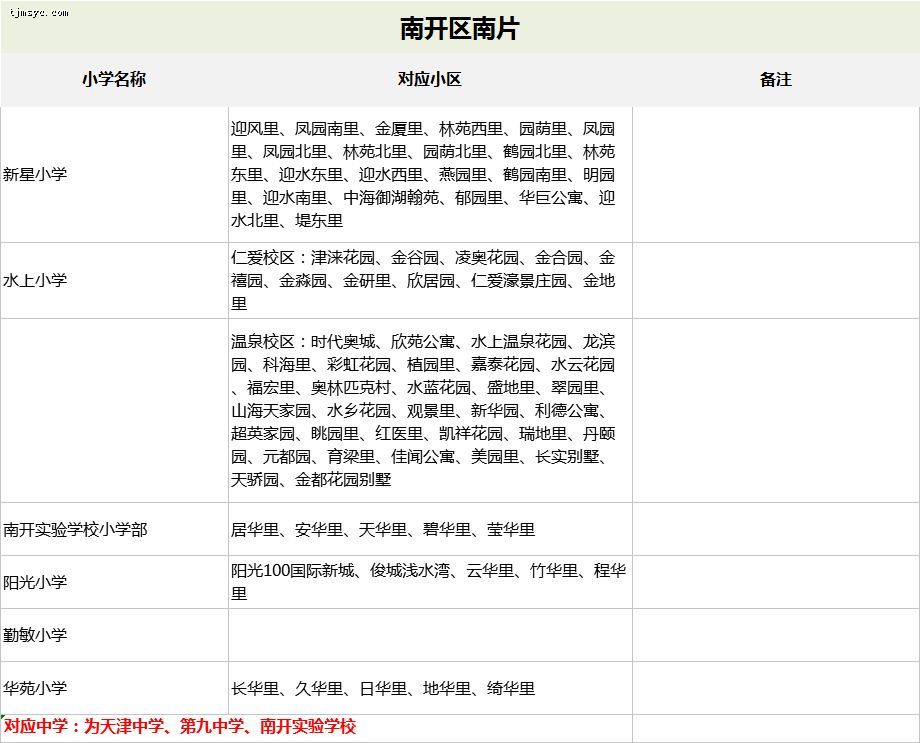 tjmsyc.com
南开区南片
小学名称 对应小区 备注
新星小学
迎风里、凤园南里、金厦里、林苑西里、园荫里、凤园
里、凤园北里、林苑北里、园荫北里、鹤园北里、林苑
东里、迎水东里、迎水西里、燕园里、鹤园南里、明园
里、迎水南里、中海御湖翰苑、郁园里、华巨公寓、迎
水北里、堤东里
水上小学
仁爱校区：津涞花园、金谷园、凌奥花园、金合园、金
禧园、金淼园、金研里、欣居园、仁爱濠景庄园、金地
里
温泉校区：时代奥城、欣苑公寓、水上温泉花园、龙滨
园、科海里、彩虹花园、植园里、嘉泰花园、水云花园
、福宏里、奥林匹克村、水蓝花园、盛地里、翠园里、
山海天家园、水乡花园、观景里、新华园、利德公寓、
超英家园、眺园里、红医里、凯祥花园、瑞地里、丹颐
园、元都园、育梁里、佳闻公寓、美园里、长实别墅、
天骄园、金都花园别墅
南开实验学校小学部
居华里、安华里、天华里、碧华里、莹华里
阳光小学
阳光100国际新城、俊城浅水湾、云华里、竹华里、程华
里
勤敏小学
华苑小学
长华里、久华里、日华里、地华里、绮华里
对应中学：为天津中学、第九中学、南开实验学校